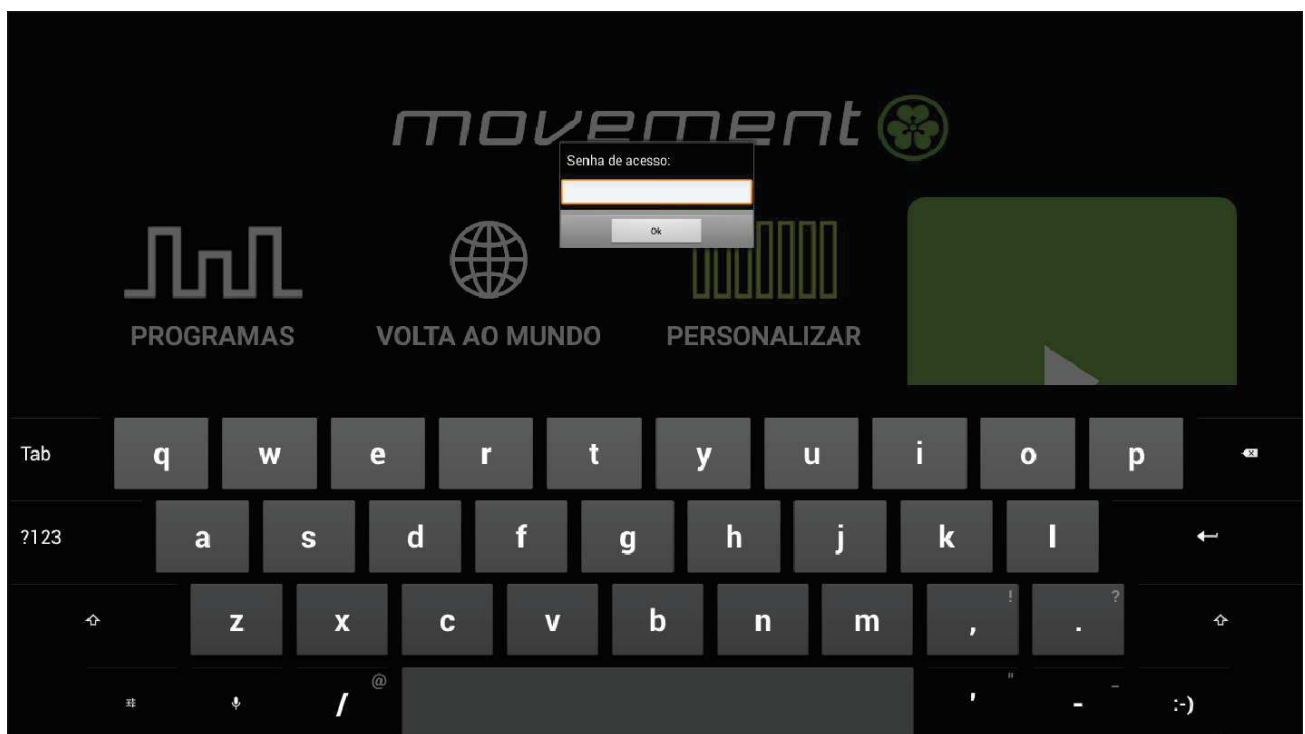 movement
Senha de acesso:
Ok
PROGRAMAS VOLTA AO MUNDO PERSONALIZAR
Tab q w e r t y u i o p
?123 a s d f g h j k l
z x c v b n m , ! . ?
/ @ ' " - _ :-)